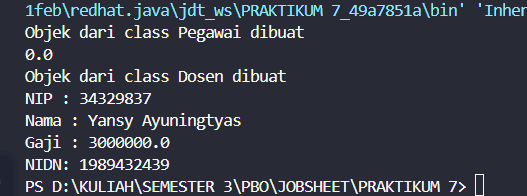 1feb\redhat.java\jdt_ws\PRAKTIKUM 7_49a7851a\bin' 'Inher
Objek dari class Pegawai dibuat
0.0
Objek dari class Dosen dibuat
NIP : 34329837
Nama : Yansy Ayuningtyas
Gaji : 3000000.0
NIDN: 1989432439
PS D:\KULIAH\SEMESTER 3\PBO\JOBSHEET\PRAKTIKUM 7>